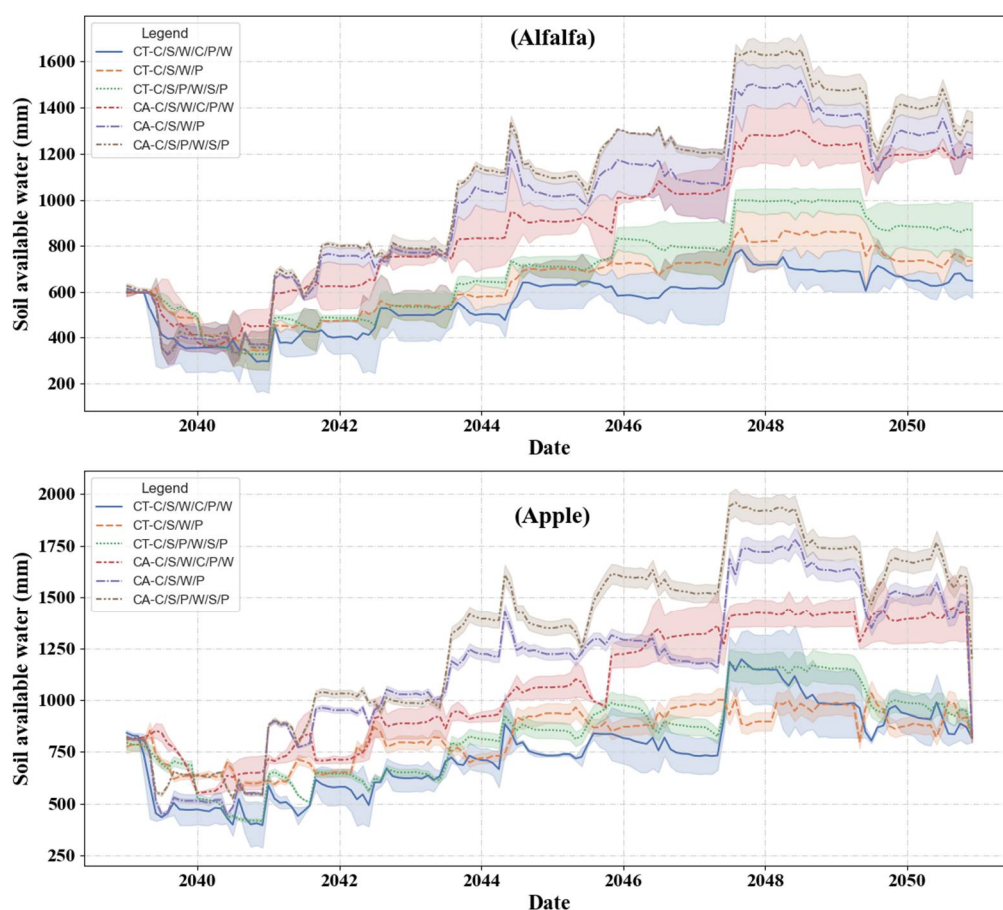 (Alfalfa)
Legend
CT-C/S/W/C/P/W
CT-C/S/W/P
CT-C/S/P/W/S/P
CA-C/S/W/C/P/W
CA-C/S/W/P
CA-C/S/P/W/S/P
Soil available water (mm)
1600
1400
1200
1000
800
600
400
200
2040 2042 2044 2046 2048 2050
Date
(Apple)
Legend
CT-C/S/W/C/P/W
CT-C/S/W/P
CT-C/S/P/W/S/P
CA-C/S/W/C/P/W
CA-C/S/W/P
CA-C/S/P/W/S/P
Soil available water (mm)
2000
1750
1500
1250
1000
750
500
250
2040 2042 2044 2046 2048 2050
Date